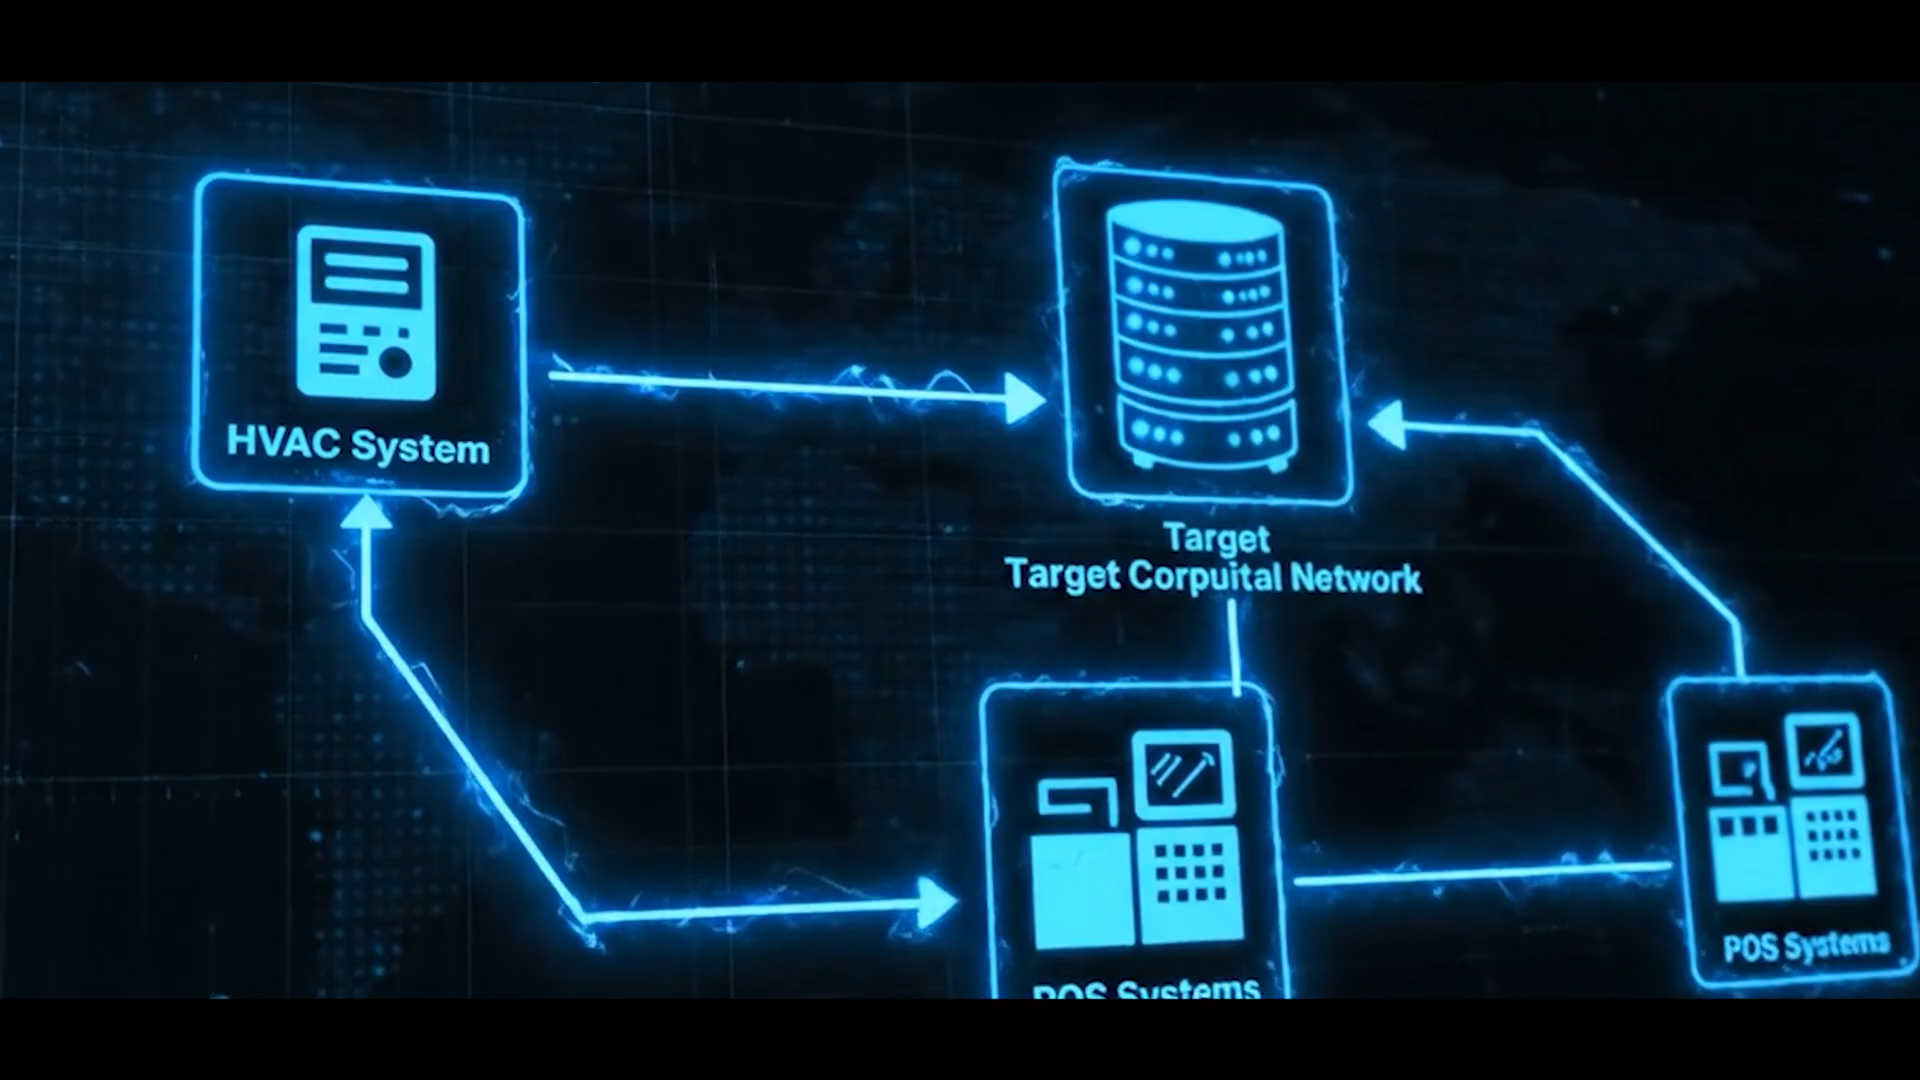 HVAC System
Target
Target Corpuital Network
POS Systems
POS Systems